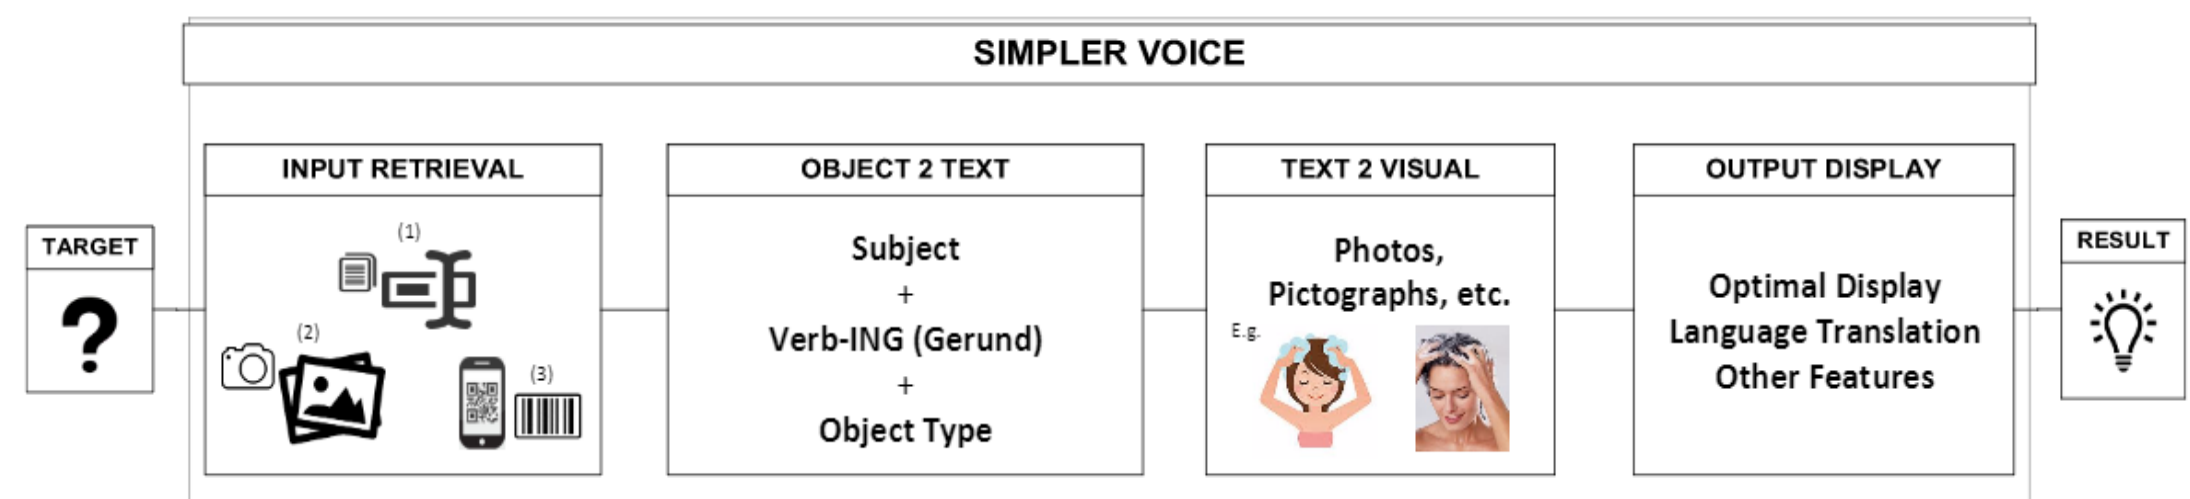 SIMPLER VOICE
TARGET
?
INPUT RETRIEVAL
(1)
(2)
(3)
OBJECT 2 TEXT
Subject
+
Verb-ING (Gerund)
+
Object Type
TEXT 2 VISUAL
Photos,
Pictographs, etc.
E.g.
OUTPUT DISPLAY
Optimal Display
Language Translation
Other Features
RESULT